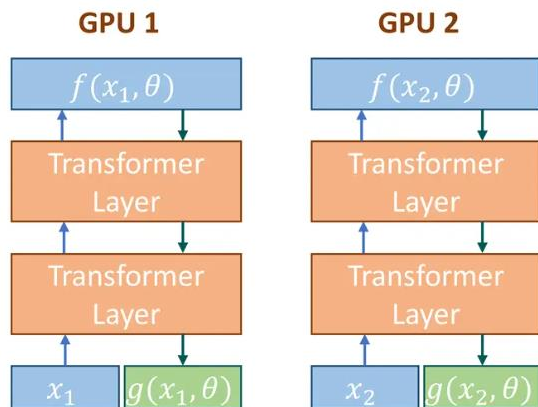 GPU 1
GPU 2
f(x₁, θ)
f(x₂, θ)
Transformer
Layer
Transformer
Layer
Transformer
Layer
Transformer
Layer
x₁
g(x₁, θ)
x₂
g(x₂, θ)